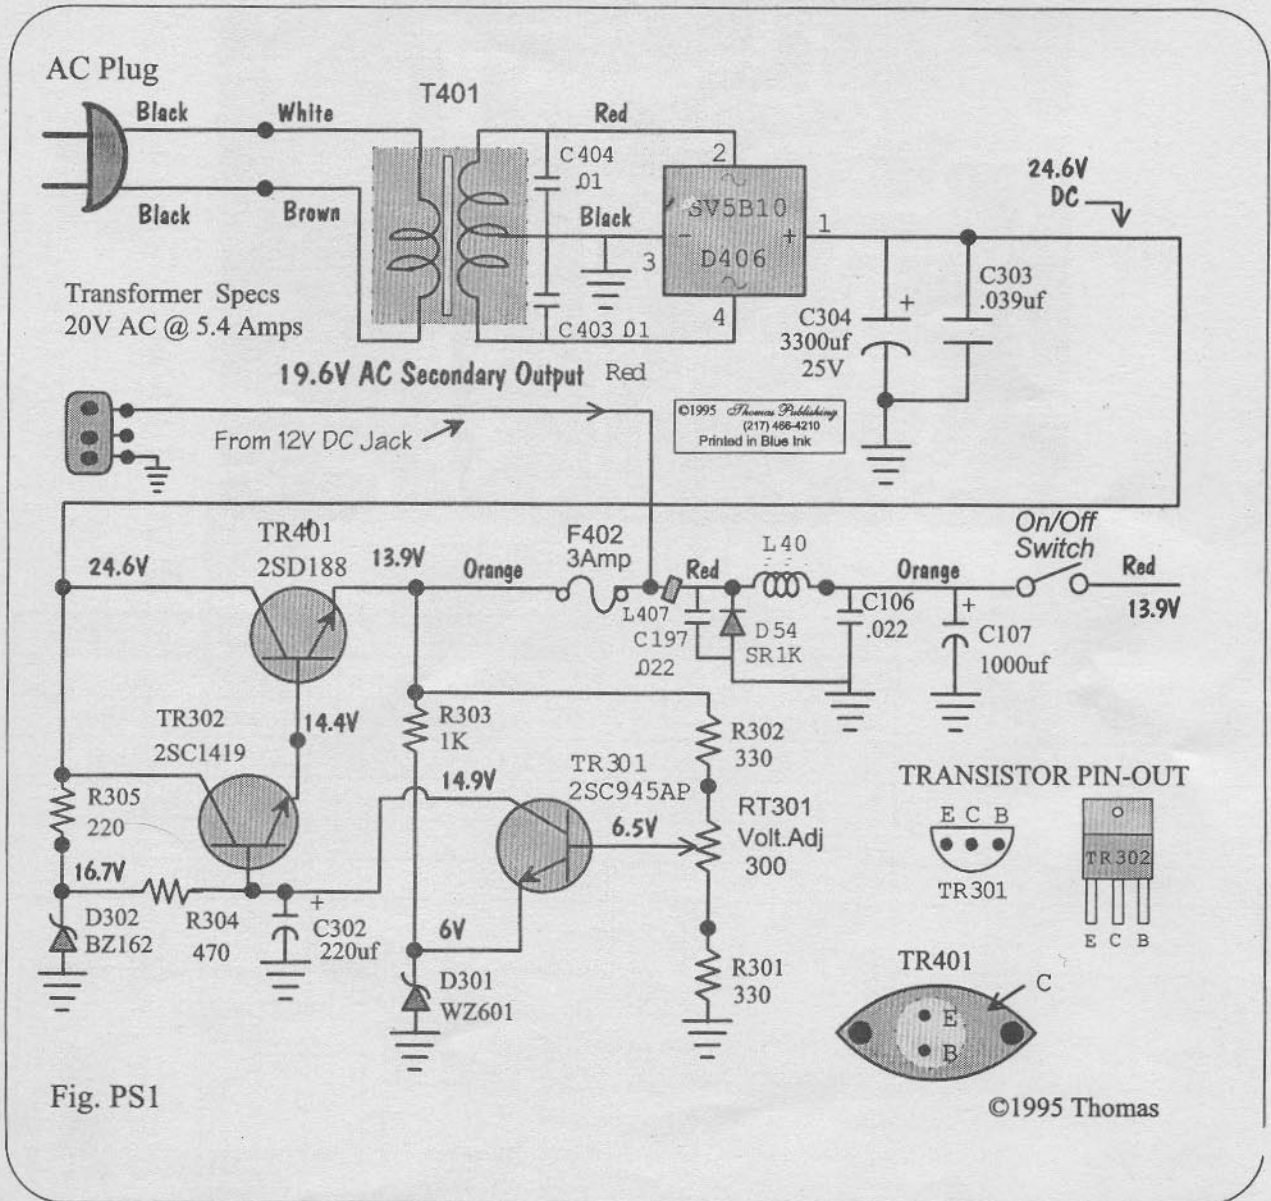 AC Plug
Black
White
T401
Red
C404
.01
2
24.6V
DC
SV5B10
Black
- +
1
3
D406
Black
Brown
4
C403 .01
Transformer Specs
20V AC @ 5.4 Amps
C303
.039uf
+
C304
3300uf
25V
19.6V AC Secondary Output
Red
©1995 Thomas Publishing
(217) 466-4210
Printed in Blue Ink
From 12V DC Jack
TR401
2SD188
24.6V
13.9V
Orange
F402
3Amp
L407
Red
L40
Orange
On/Off
Switch
Red
13.9V
C197
.022
D54
SR1K
C106
.022
+
C107
1000uf
TR302
2SC1419
14.4V
R303
1K
R302
330
14.9V
TR301
2SC945AP
6.5V
RT301
Volt.Adj
300
R305
220
16.7V
D302
BZ162
R304
470
+
C302
220uf
6V
D301
WZ601
R301
330
TRANSISTOR PIN-OUT
E C B
TR301
TR302
E C B
TR401
C
E
B
Fig. PS1
©1995 Thomas